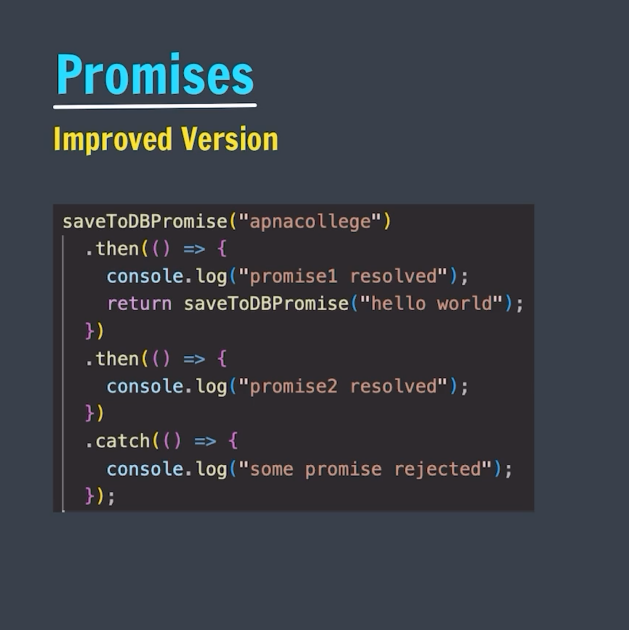 Promises
Improved Version
saveToDBPromise("apnacollege")
  .then(() => {
    console.log("promise1 resolved");
    return saveToDBPromise("hello world");
  })
  .then(() => {
    console.log("promise2 resolved");
  })
  .catch(() => {
    console.log("some promise rejected");
  });